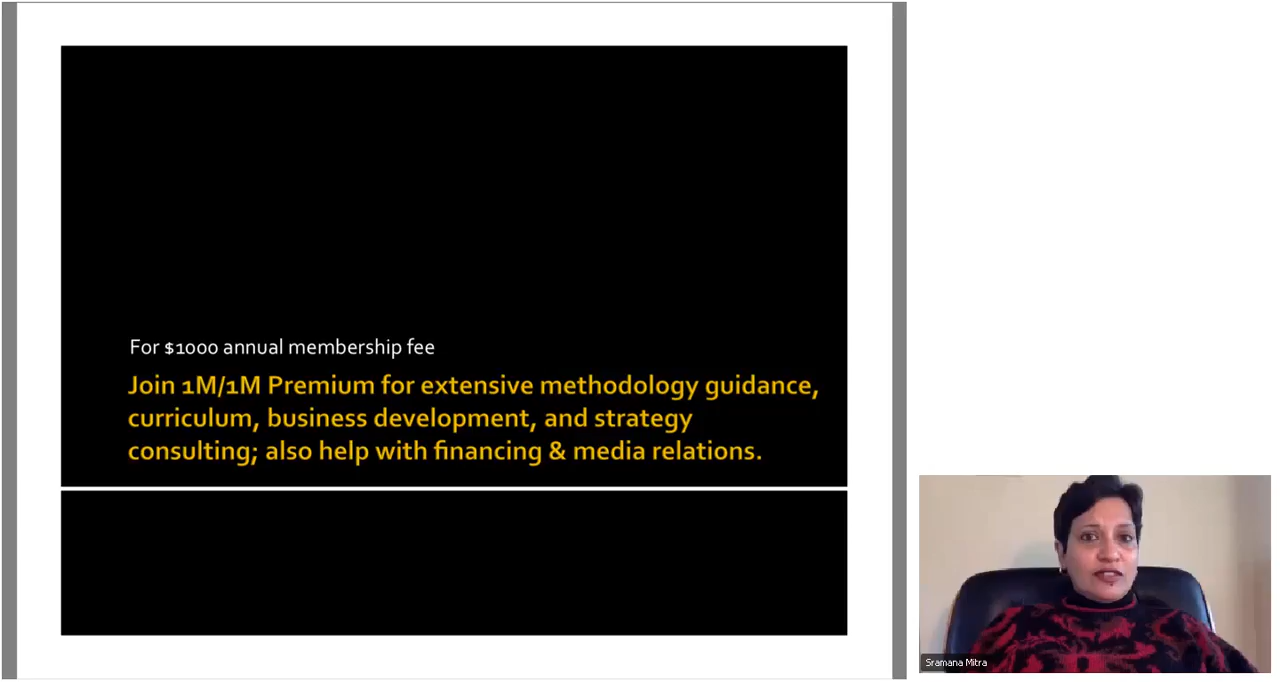 For $1000 annual membership fee
Join 1M/1M Premium for extensive methodology guidance,
curriculum, business development, and strategy
consulting; also help with financing & media relations.
Sramana Mitra